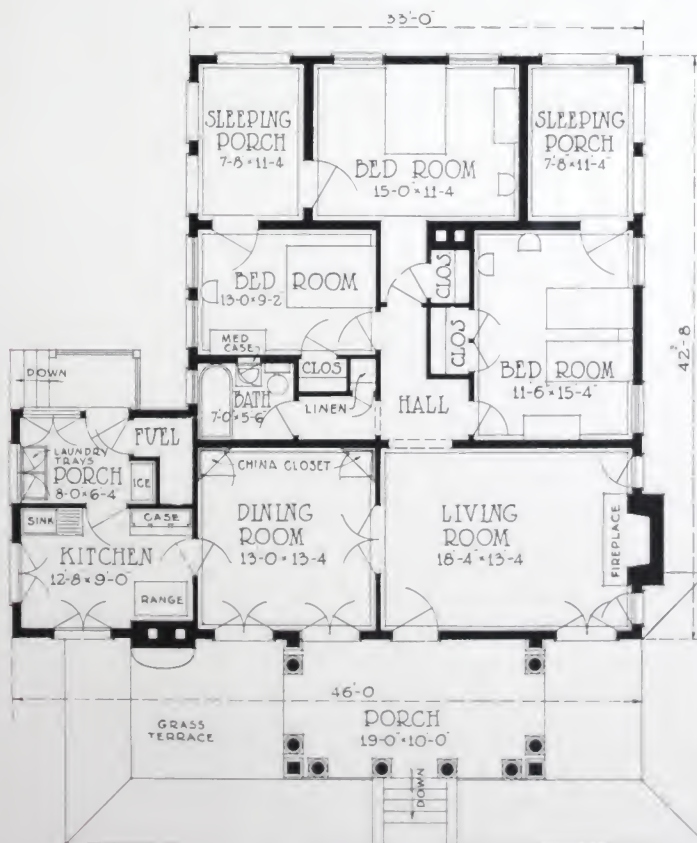 33'-0"
SLEEPING
PORCH
7-8 × 11-4
BED ROOM
15-0 × 11-4
SLEEPING
PORCH
7-8 × 11-4
BED ROOM
13-0 × 9-2
CLOS
CLOS
BED ROOM
11-6 × 15-4
42'-8
MED
CASE
CLOS
BATH
7-0 × 5-6
LINEN
HALL
DOWN
FUEL
LAUNDRY
TRAYS
PORCH
8-0 × 6-4
ICE
CHINA CLOSET
SINK
CASE
KITCHEN
12-8 × 9-0
RANGE
DINING
ROOM
13-0 × 13-4
LIVING
ROOM
18-4 × 13-4
FIREPLACE
46'-0
GRASS
TERRACE
PORCH
19-0 × 10-0
DOWN